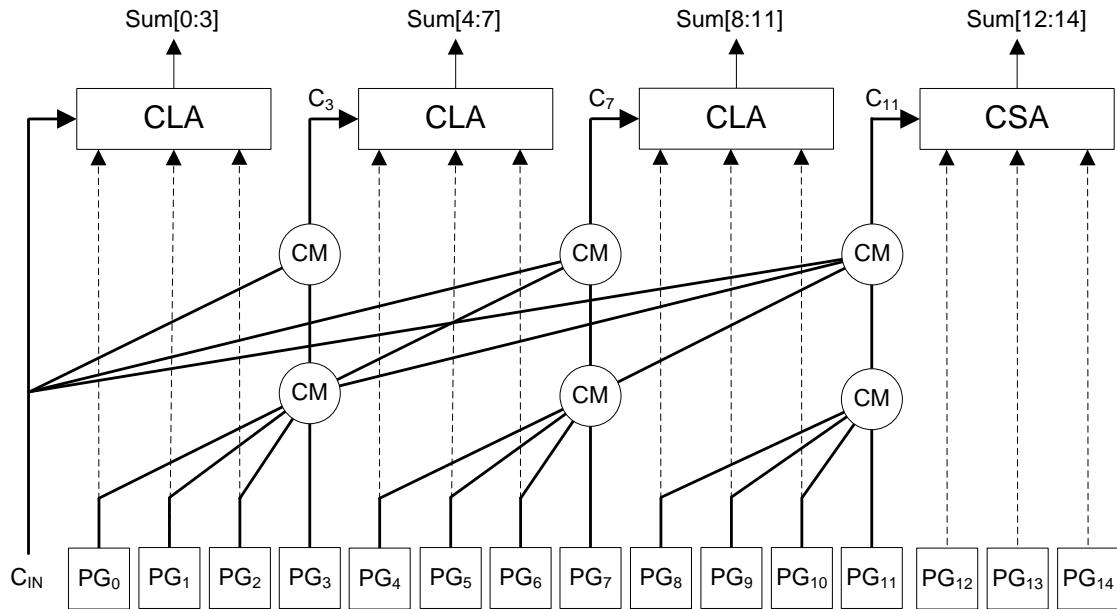 Sum[0:3] Sum[4:7] Sum[8:11] Sum[12:14]
C₃ C₇ C₁₁
CLA CLA CLA CSA
CM CM CM
CM CM CM
C_IN PG₀ PG₁ PG₂ PG₃ PG₄ PG₅ PG₆ PG₇ PG₈ PG₉ PG₁₀ PG₁₁ PG₁₂ PG₁₃ PG₁₄